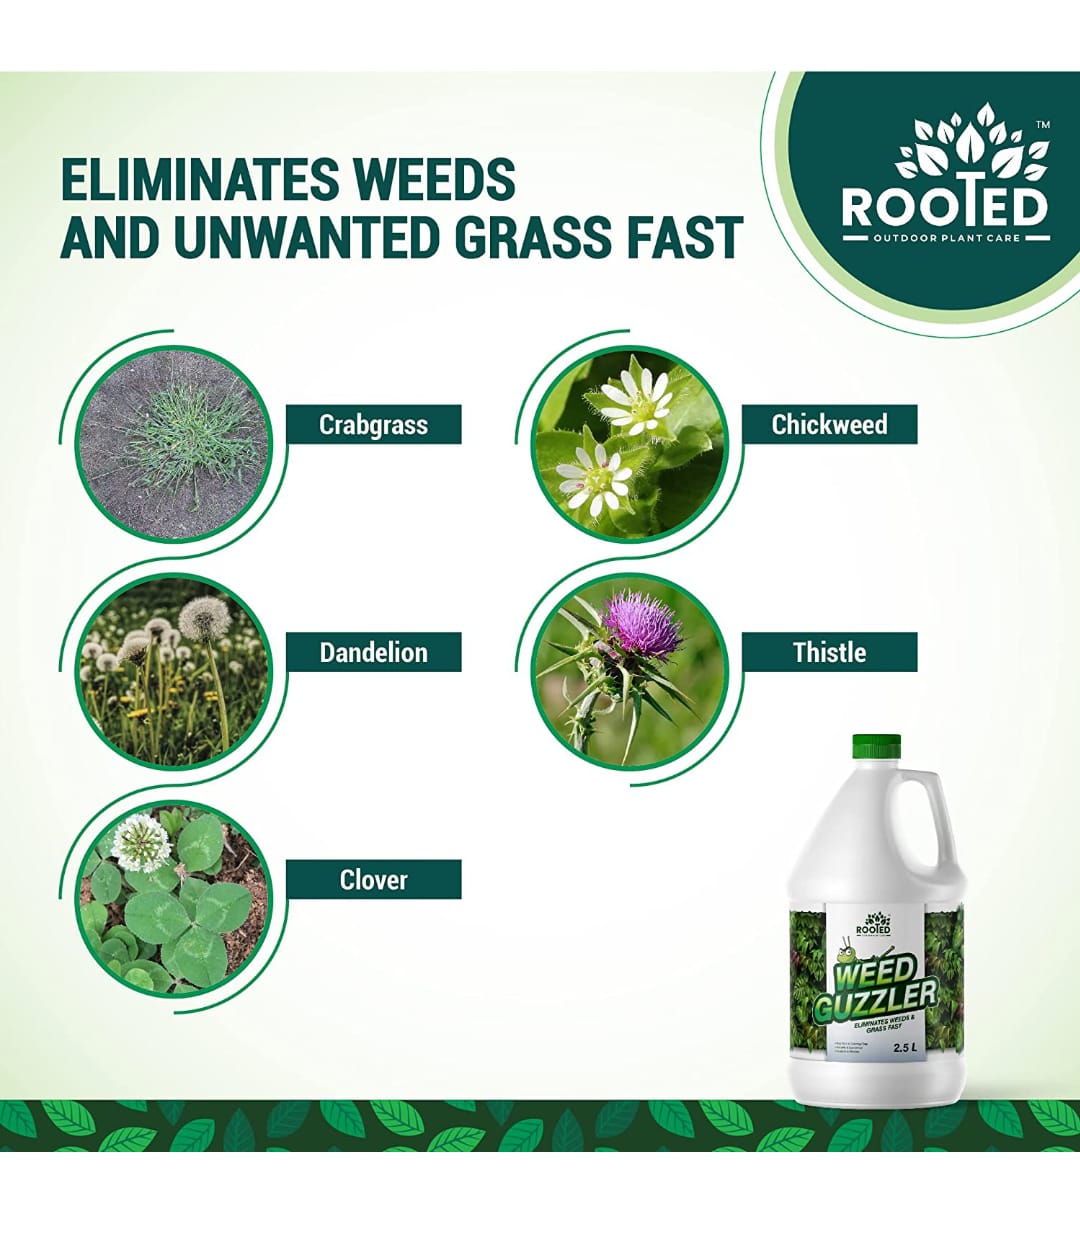 ELIMINATES WEEDS
AND UNWANTED GRASS FAST
TM
ROOTED
OUTDOOR PLANT CARE
Crabgrass
Chickweed
Dandelion
Thistle
Clover
ROOTED
WEED
GUZZLER
ELIMINATES WEEDS &
GRASS FAST
2.5 L